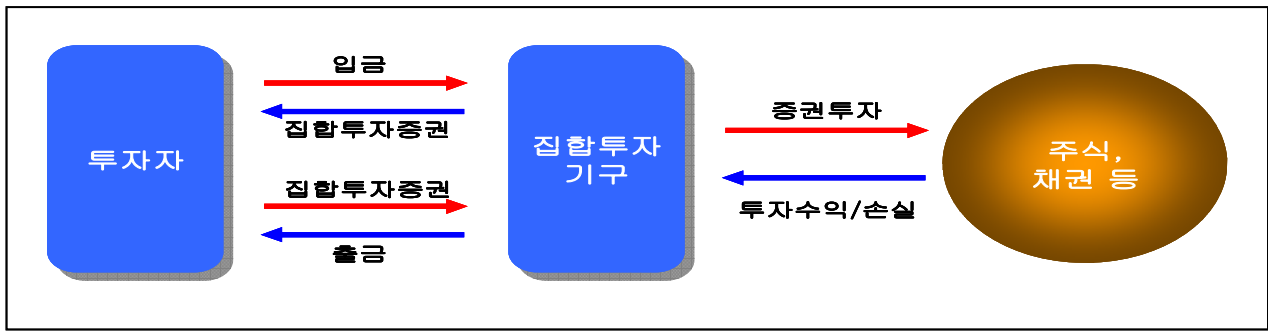 투자자
입금
집합투자증권
집합투자증권
출금
집합투자
기구
증권투자
투자수익/손실
주식,
채권 등